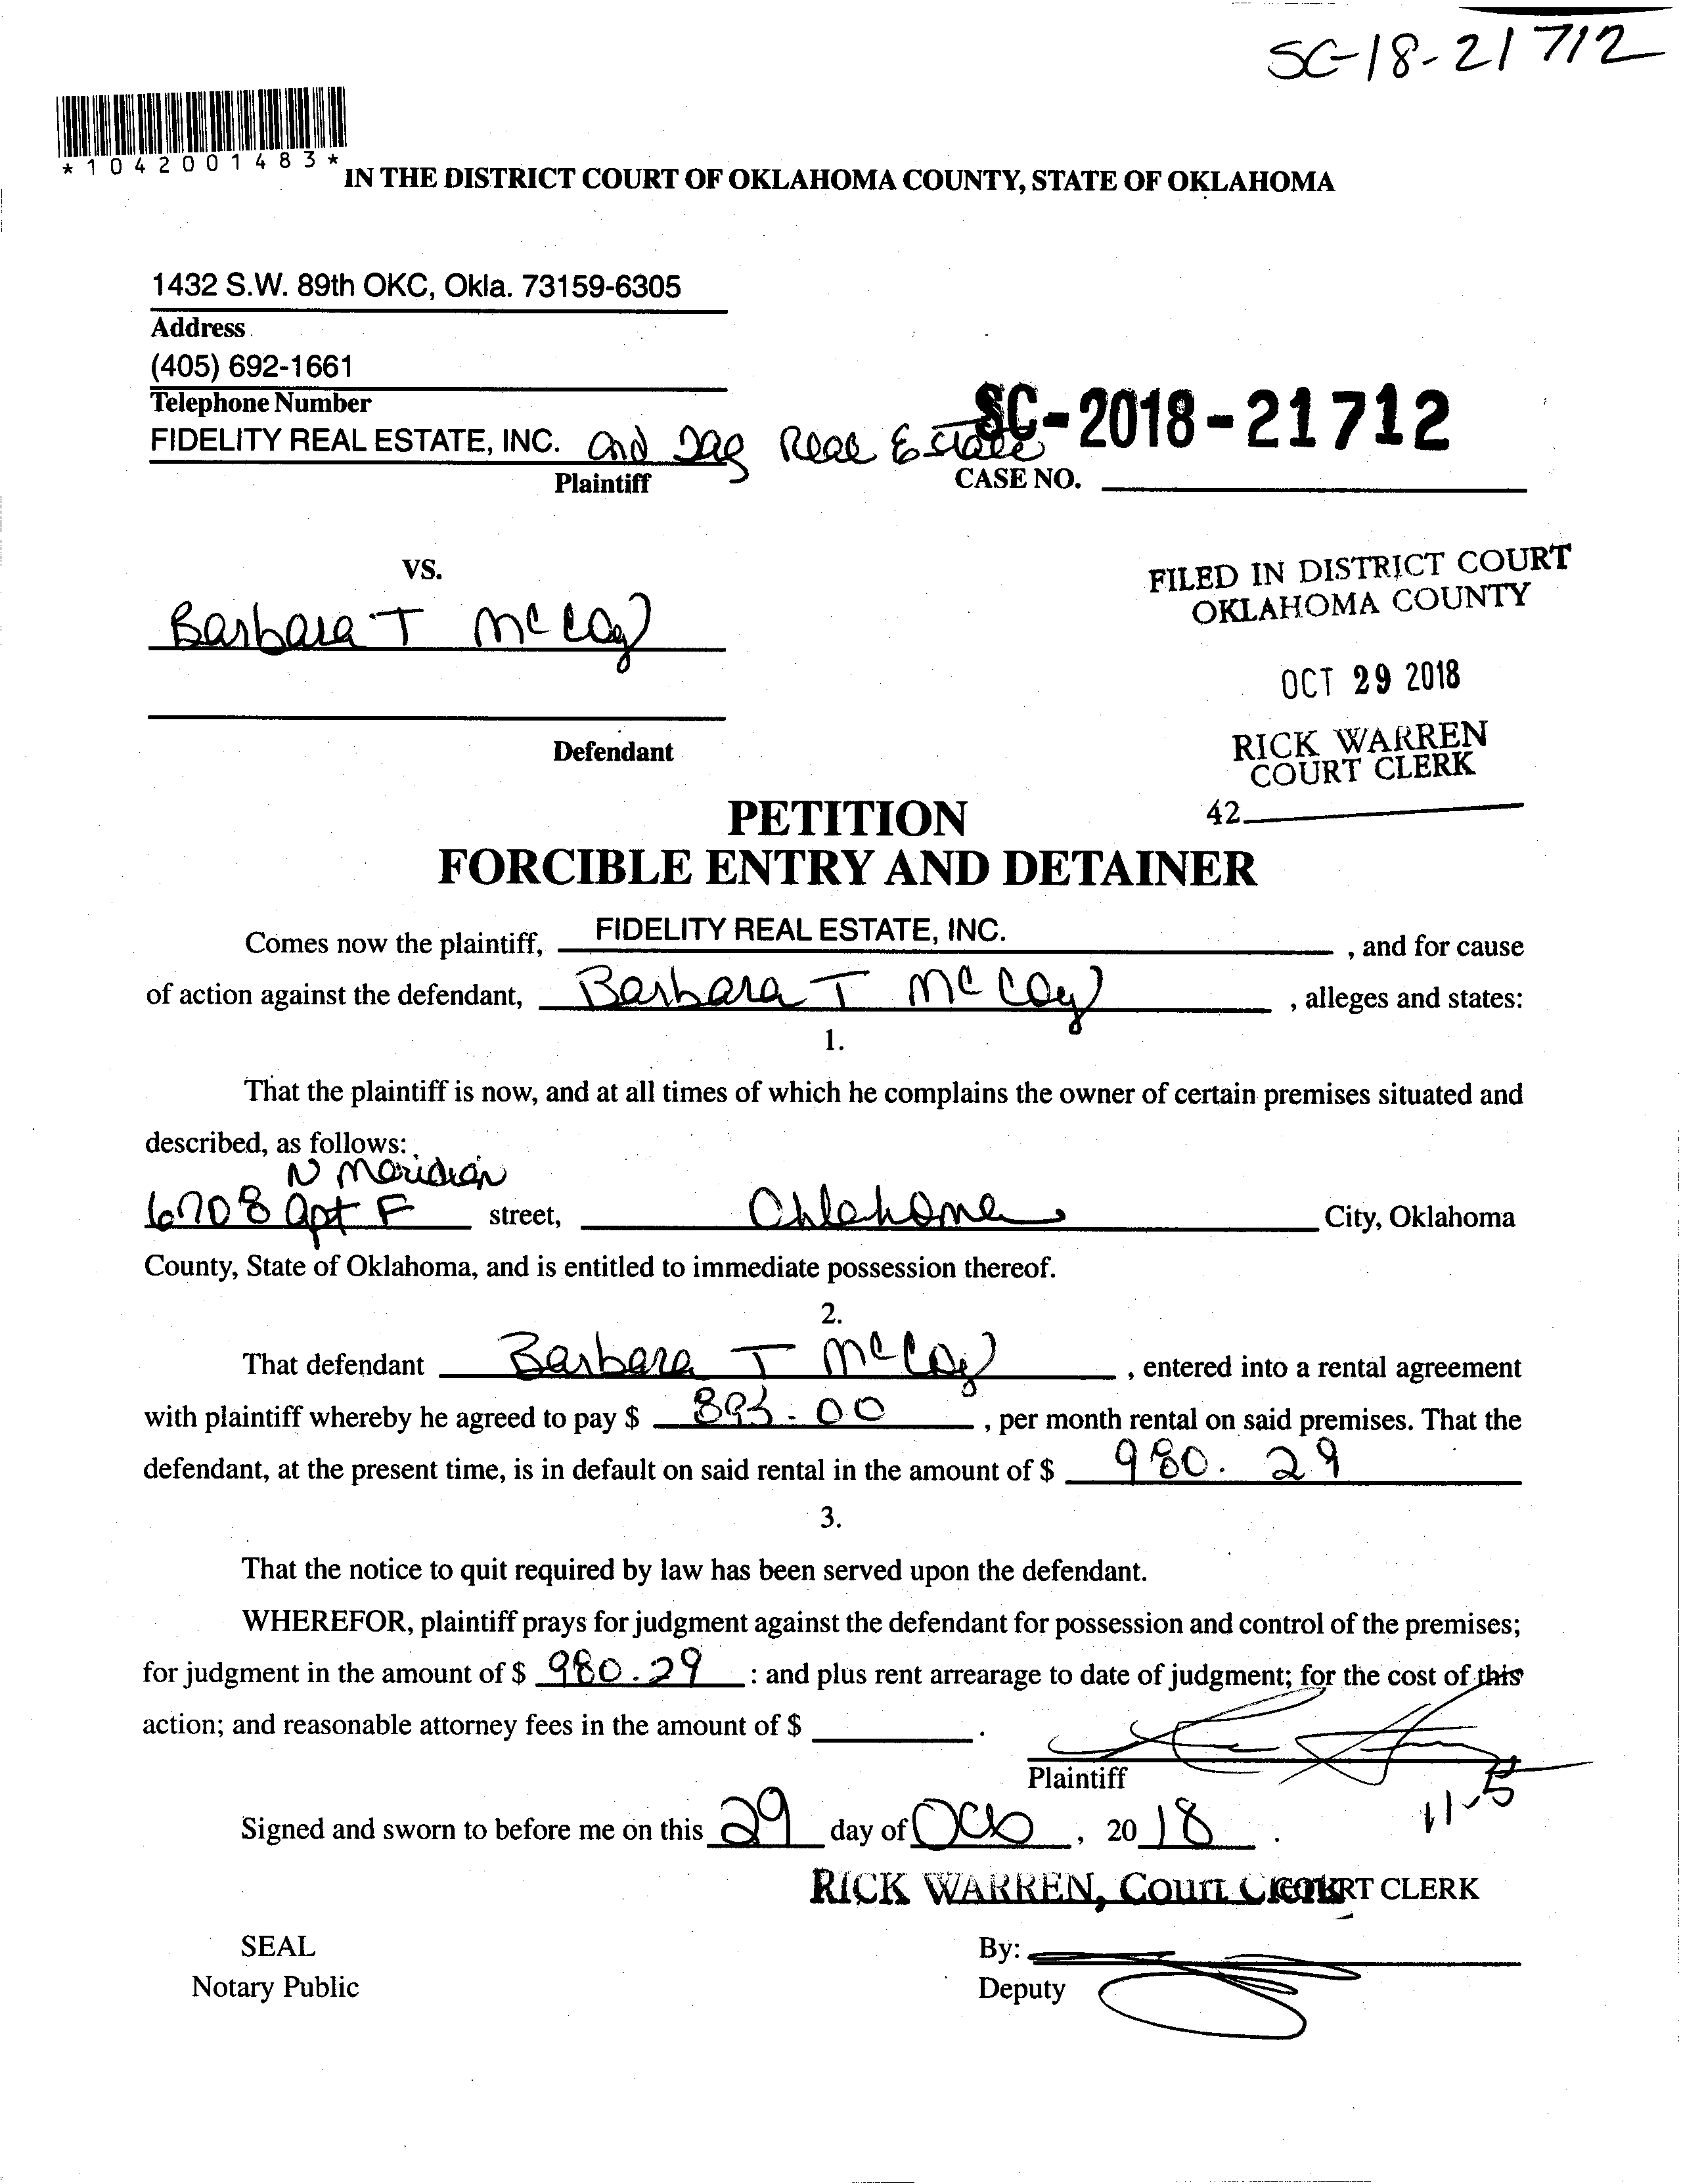 SC-18-21712
*1042001483*
IN THE DISTRICT COURT OF OKLAHOMA COUNTY, STATE OF OKLAHOMA
1432 S.W. 89th OKC, Okla. 73159-6305
Address
(405) 692-1661
Telephone Number
FIDELITY REAL ESTATE, INC. and Real Estate
SC-2018-21712
Plaintiff
CASE NO.
VS.
Barbara T McCoy
Defendant
FILED IN DISTRICT COURT
OKLAHOMA COUNTY
OCT 29 2018
RICK WARREN
COURT CLERK
42
PETITION
FORCIBLE ENTRY AND DETAINER
Comes now the plaintiff, FIDELITY REAL ESTATE, INC. , and for cause
of action against the defendant, Barbara T McCoy , alleges and states:
1.
That the plaintiff is now, and at all times of which he complains the owner of certain premises situated and
described, as follows:
N Meridian
6708 Apt F street, Oklahoma City, Oklahoma
County, State of Oklahoma, and is entitled to immediate possession thereof.
2.
That defendant Barbara T McCoy , entered into a rental agreement
with plaintiff whereby he agreed to pay $ , per month rental on said premises. That the
defendant, at the present time, is in default on said rental in the amount of $ 980.29
3.
That the notice to quit required by law has been served upon the defendant.
WHEREFOR, plaintiff prays for judgment against the defendant for possession and control of the premises;
for judgment in the amount of $ 980.29 : and plus rent arrearage to date of judgment; for the cost of this
action; and reasonable attorney fees in the amount of $ .
Plaintiff
11-5
Signed and sworn to before me on this 29 day of Oct , 20 18 .
RICK WARREN, Court Clerk COURT CLERK
SEAL
Notary Public
By:
Deputy